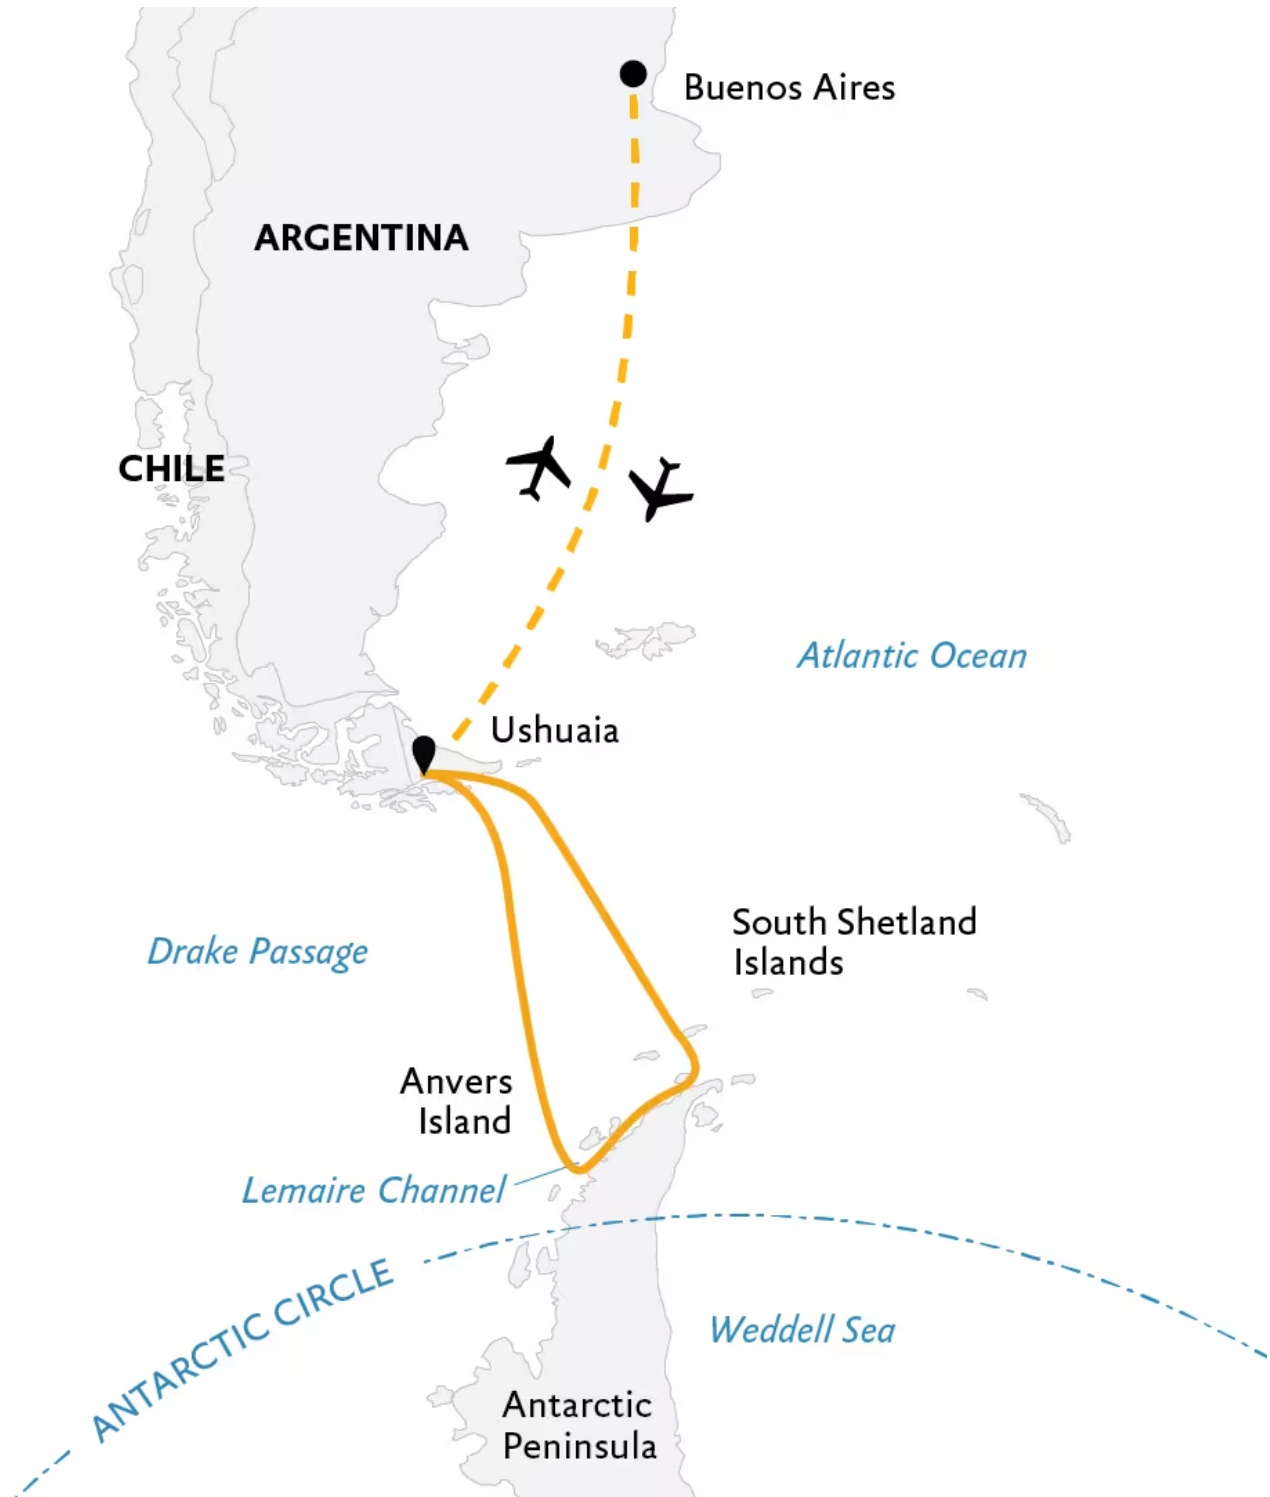 Buenos Aires
ARGENTINA
CHILE
Atlantic Ocean
Ushuaia
South Shetland
Islands
Drake Passage
Anvers
Island
Lemaire Channel
ANTARCTIC CIRCLE
Weddell Sea
Antarctic
Peninsula